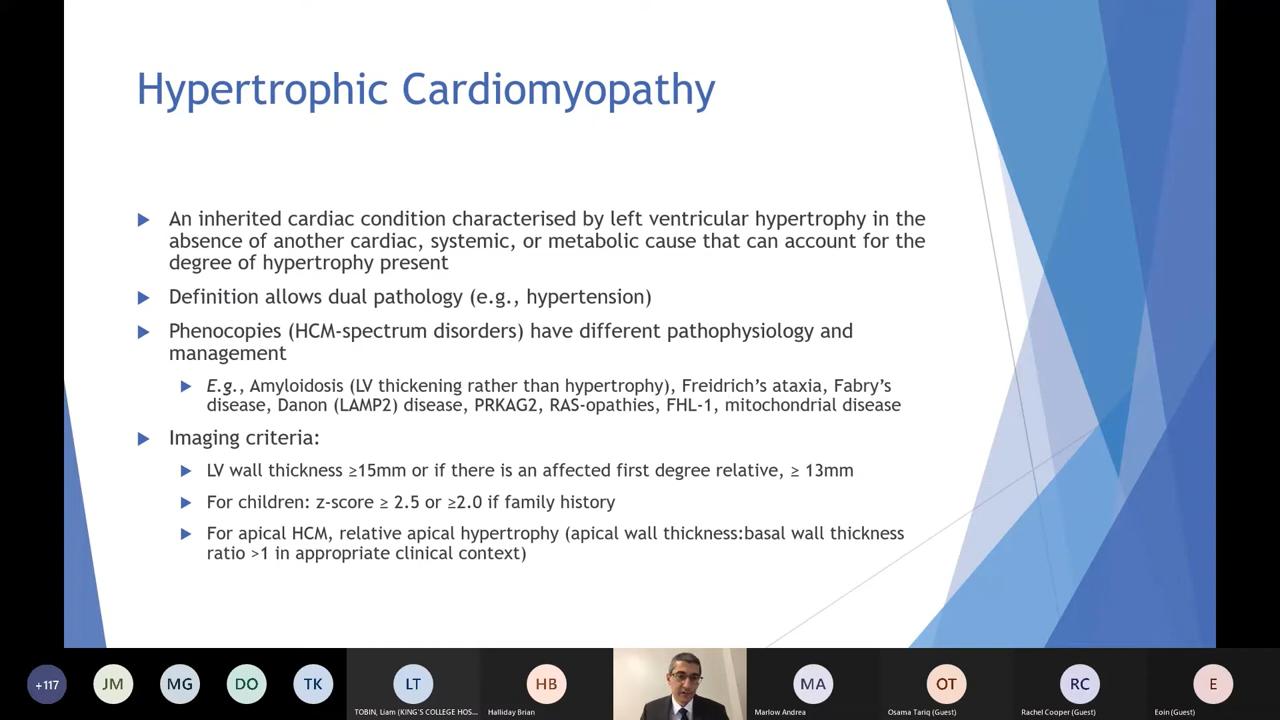 Hypertrophic Cardiomyopathy
An inherited cardiac condition characterised by left ventricular hypertrophy in the
absence of another cardiac, systemic, or metabolic cause that can account for the
degree of hypertrophy present
Definition allows dual pathology (e.g., hypertension)
Phenocopies (HCM-spectrum disorders) have different pathophysiology and
management
E.g., Amyloidosis (LV thickening rather than hypertrophy), Freidrich's ataxia, Fabry's
disease, Danon (LAMP2) disease, PRKAG2, RAS-opathies, FHL-1, mitochondrial disease
Imaging criteria:
LV wall thickness ≥15mm or if there is an affected first degree relative, ≥ 13mm
For children: z-score ≥ 2.5 or ≥2.0 if family history
For apical HCM, relative apical hypertrophy (apical wall thickness:basal wall thickness
ratio >1 in appropriate clinical context)
+117 JM MG DO TK LT HB MA OT RC E
TOBIN, Liam (KING'S COLLEGE HOS... Halliday Brian Marlow Andrea Osama Tariq (Guest) Rachel Cooper (Guest) Eoin (Guest)